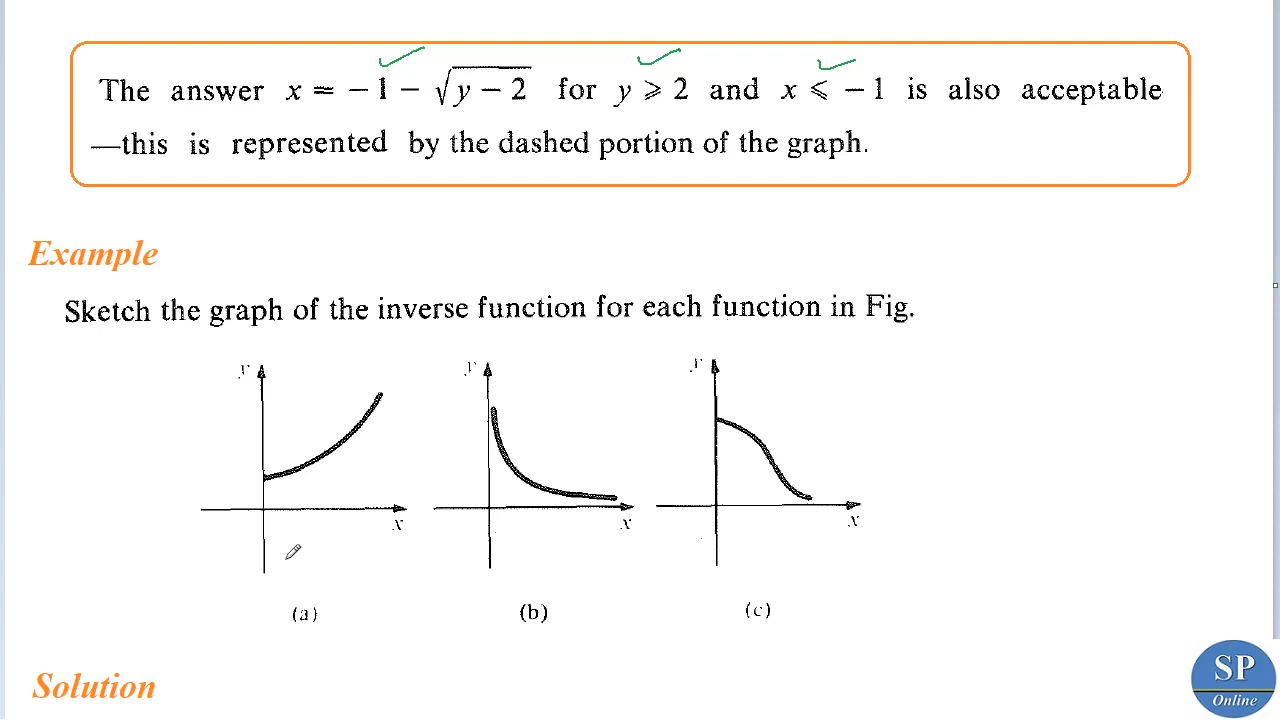 The answer x = −1 − √(y − 2) for y ⩾ 2 and x ⩽ −1 is also acceptable
—this is represented by the dashed portion of the graph.
Example
Sketch the graph of the inverse function for each function in Fig.
y y y
x x x
(a) (b) (c)
Solution
SP
Online